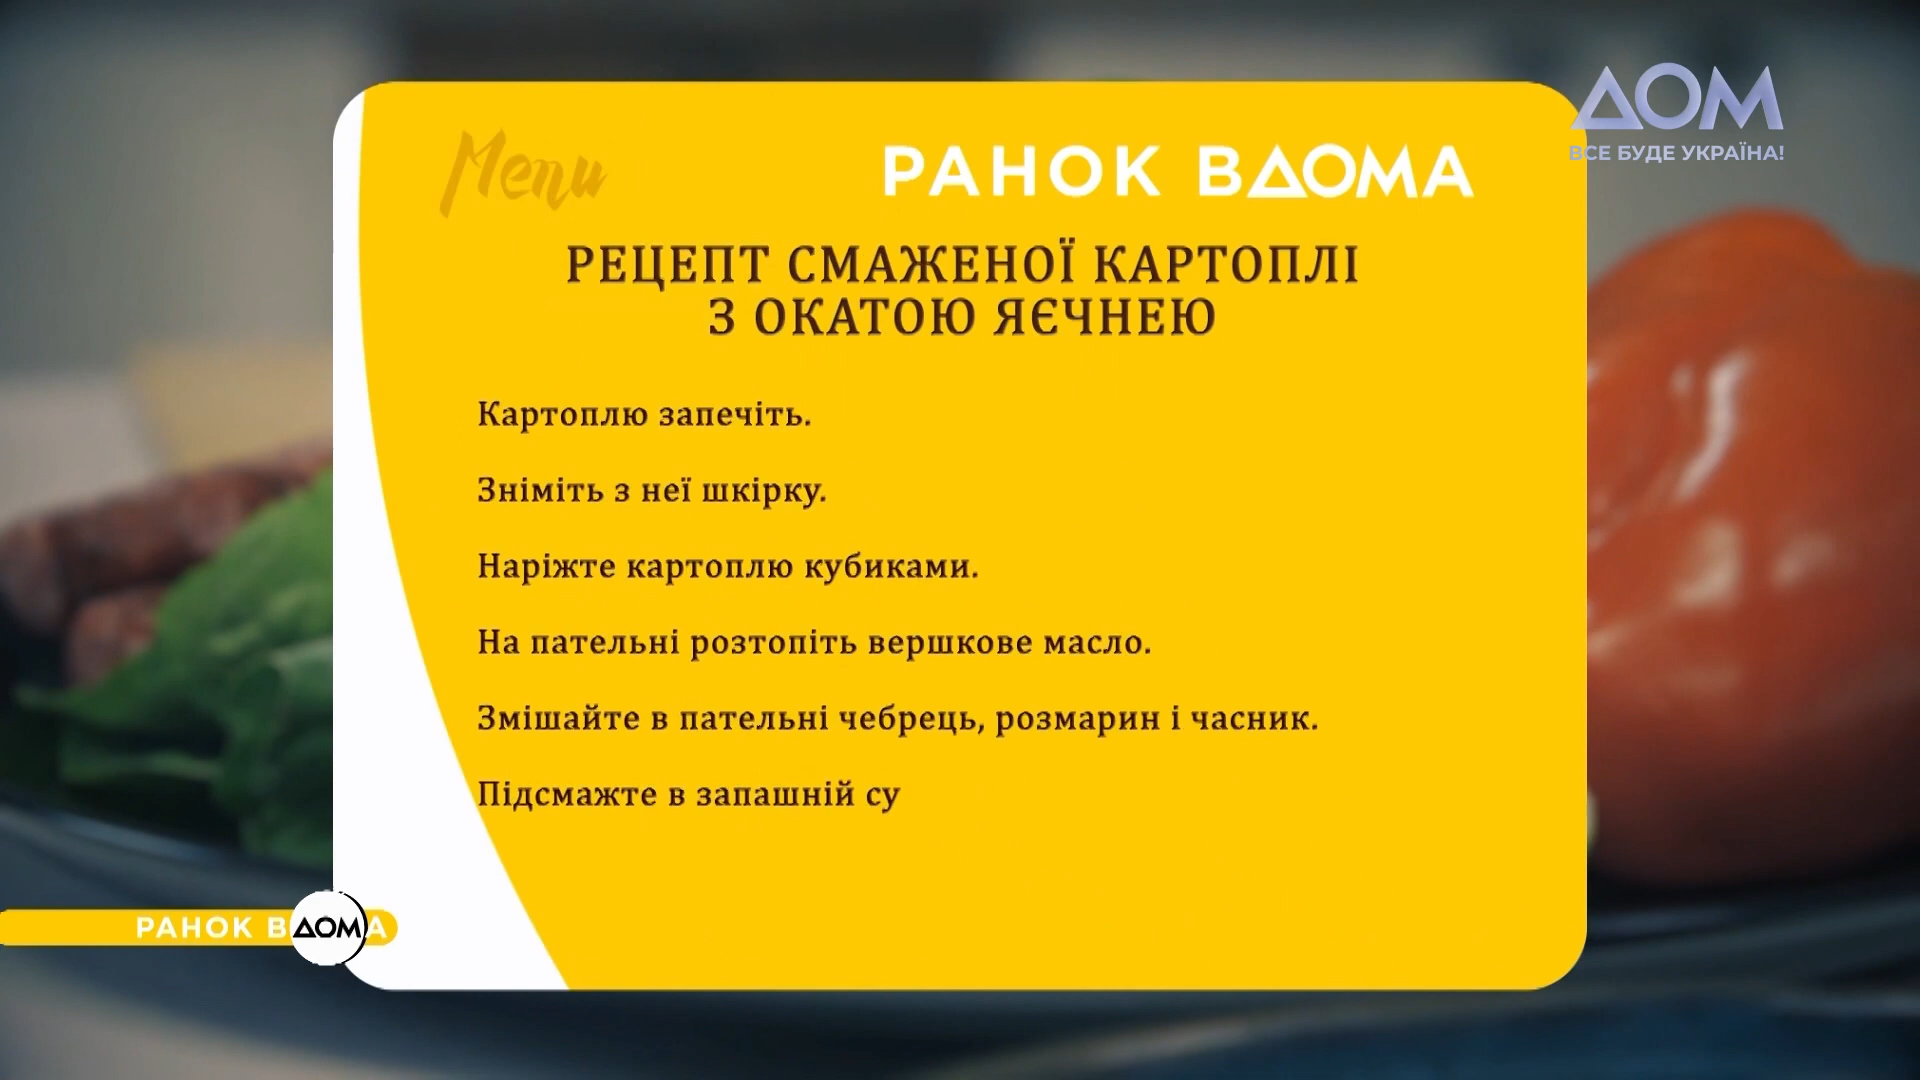 ДОМ
ВСЕ БУДЕ УКРАЇНА!
Menu
РАНОК ВДОМА
РЕЦЕПТ СМАЖЕНОЇ КАРТОПЛІ
З ОКАТОЮ ЯЄЧНЕЮ
Картоплю запечіть.
Зніміть з неї шкірку.
Наріжте картоплю кубиками.
На пательні розтопіть вершкове масло.
Змішайте в пательні чебрець, розмарин і часник.
Підсмажте в запашній су
РАНОК ВДОМА